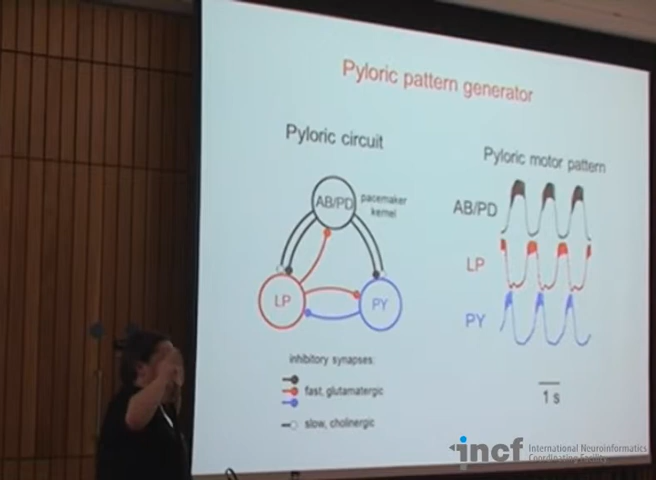 Pyloric pattern generator
Pyloric circuit
AB/PD
pacemaker
kernel
LP
PY
inhibitory synapses:
fast, glutamatergic
slow, cholinergic
Pyloric motor pattern
AB/PD
LP
PY
1 s
incf
International Neuroinformatics
Coordinating Facility